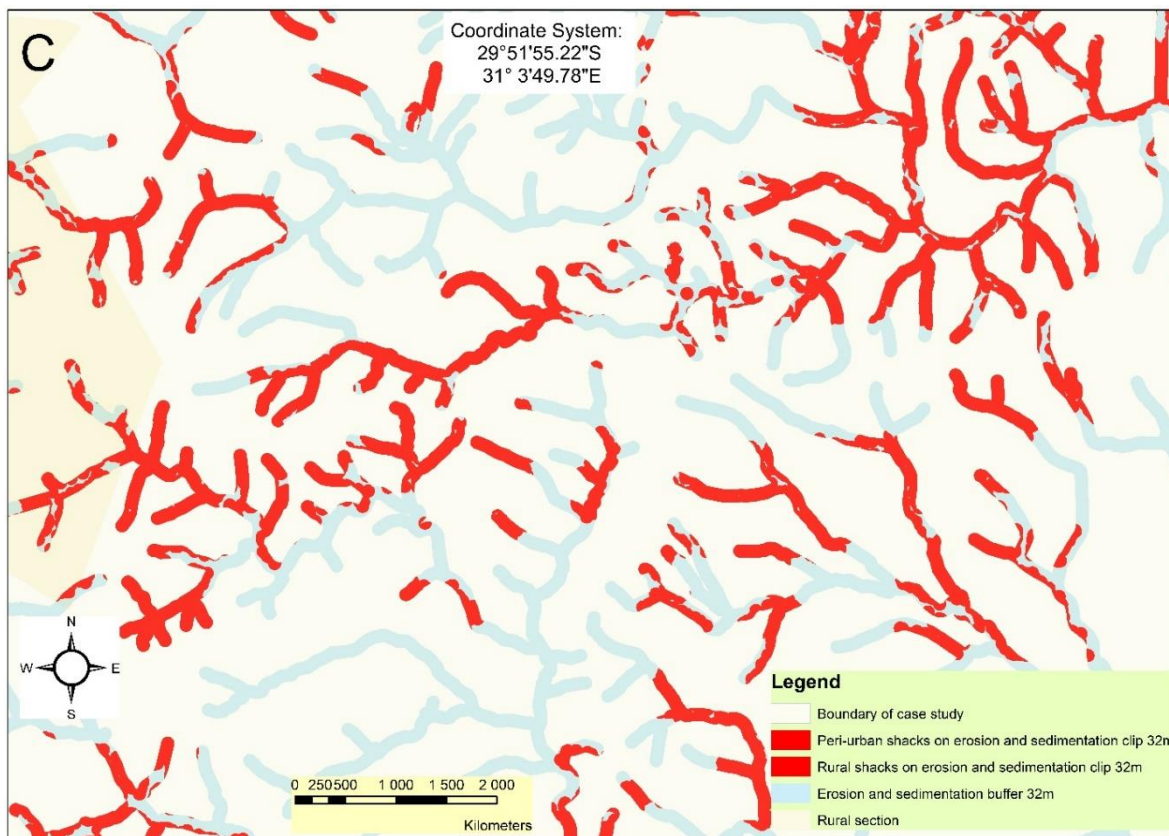 C
Coordinate System:
29°51'55.22"S
31° 3'49.78"E
N
W E
S
0 250500 1 000 1 500 2 000
Kilometers
Legend
Boundary of case study
Peri-urban shacks on erosion and sedimentation clip 32m
Rural shacks on erosion and sedimentation clip 32m
Erosion and sedimentation buffer 32m
Rural section